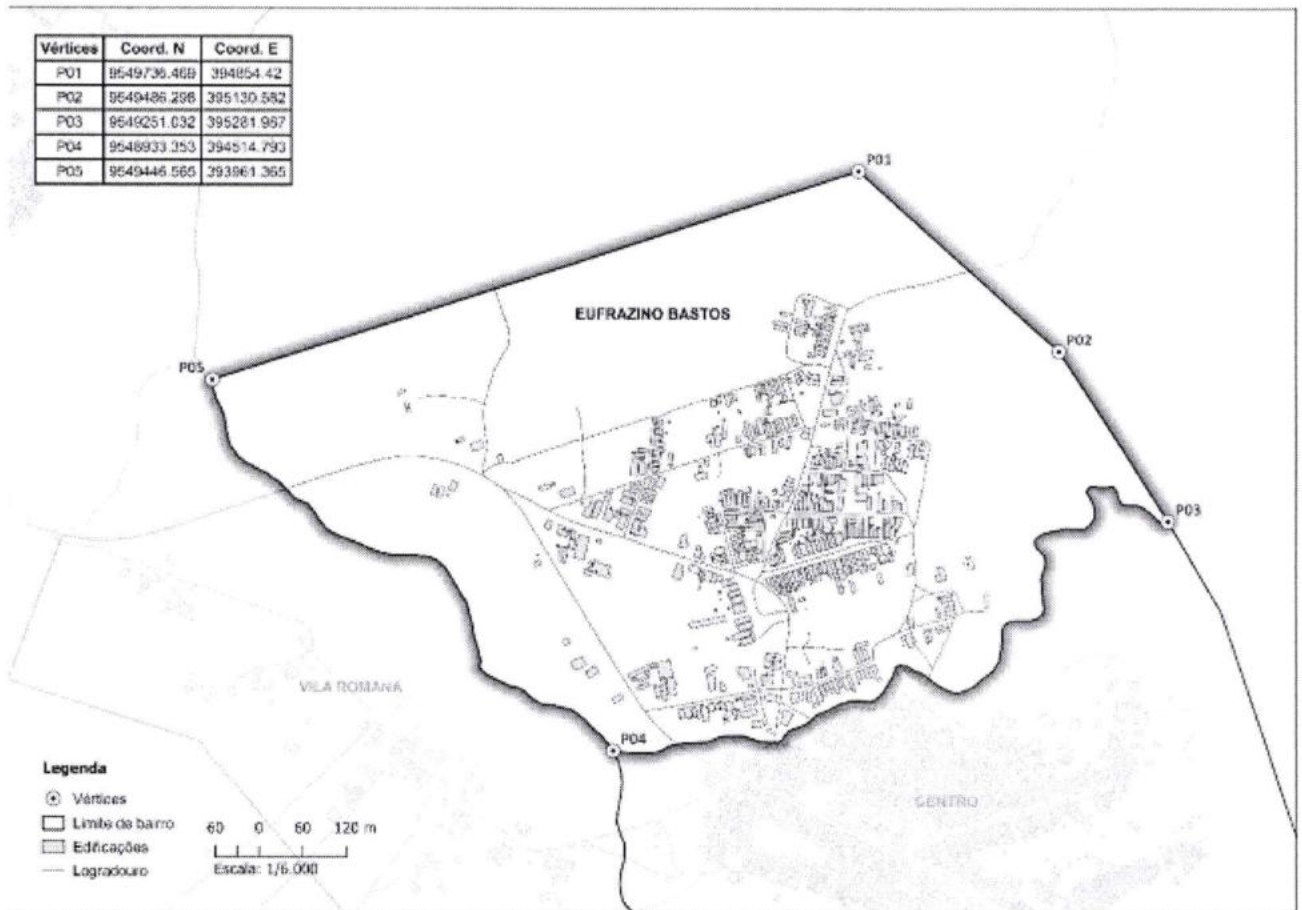 Vértices Coord. N Coord. E
P01 9549736.469 394854.42
P02 9549486.298 395130.582
P03 9549251.032 395281.967
P04 9548933.353 394514.793
P05 9549446.565 393961.365
P01
EUFRAZINO BASTOS
P02
P05
P03
VILA ROMANA
P04
CENTRO
Legenda
Vértices
Limite de bairro
Edificações
Logradouro
60 0 60 120 m
Escala: 1/6.000